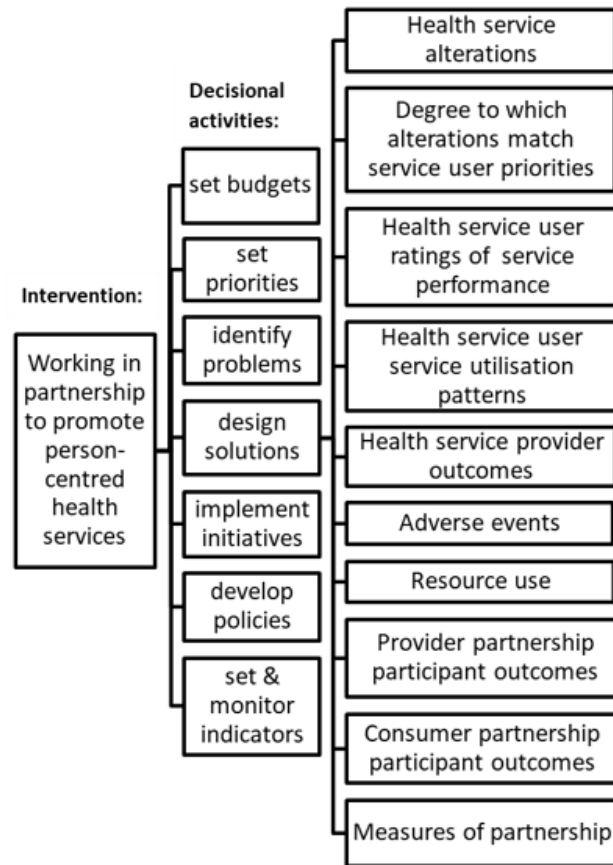 Intervention:
Working in
partnership
to promote
person-
centred
health
services
Decisional
activities:
set budgets
set
priorities
identify
problems
design
solutions
implement
initiatives
develop
policies
set &
monitor
indicators
Health service
alterations
Degree to which
alterations match
service user priorities
Health service user
ratings of service
performance
Health service user
service utilisation
patterns
Health service provider
outcomes
Adverse events
Resource use
Provider partnership
participant outcomes
Consumer partnership
participant outcomes
Measures of partnership